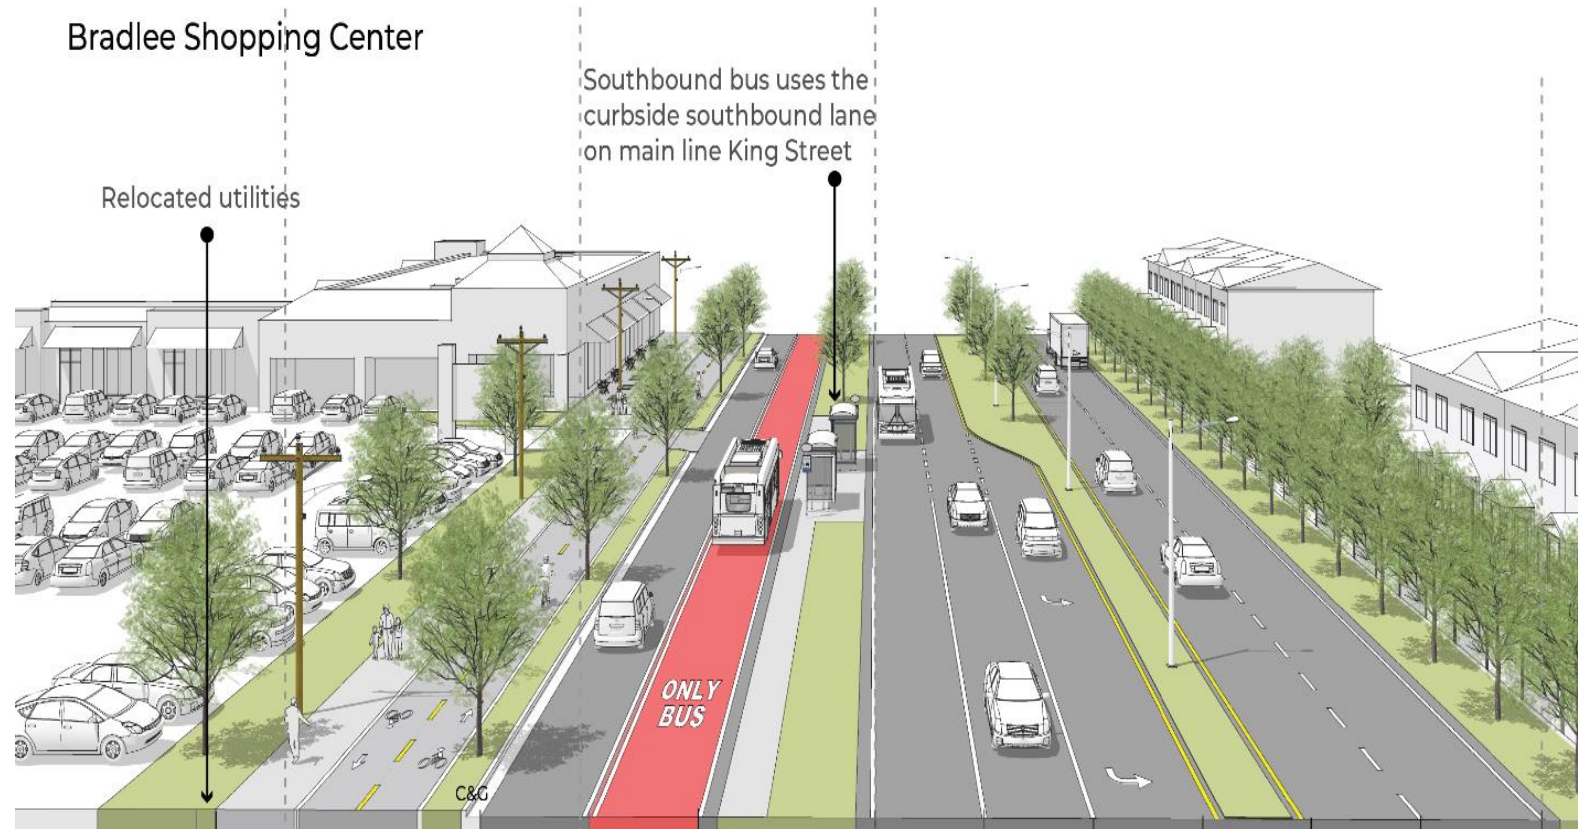 Bradlee Shopping Center
Southbound bus uses the
curbside southbound lane
on main line King Street
Relocated utilities
ONLY
BUS
C&G